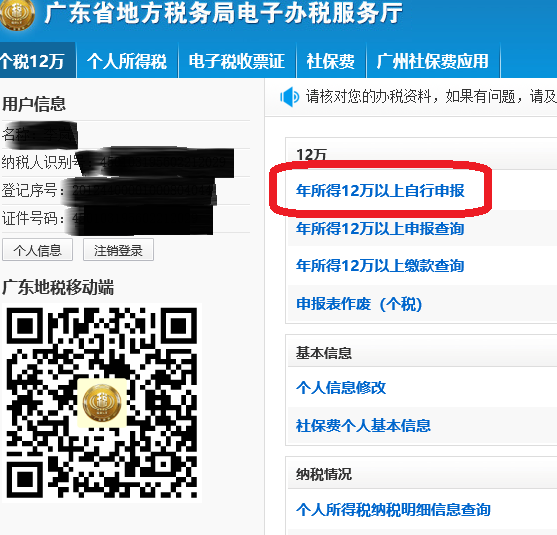 广东省地方税务局电子办税服务厅
个税12万 个人所得税 电子税收票证 社保费 广州社保费应用
用户信息
名称
纳税人识别号
登记序号:
证件号码:
个人信息 注销登录
广东地税移动端
请核对您的办税资料，如果有问题，请及
12万
年所得12万以上自行申报
年所得12万以上申报查询
年所得12万以上缴款查询
申报表作废（个税）
基本信息
个人信息修改
社保费个人基本信息
纳税情况
个人所得税纳税明细信息查询